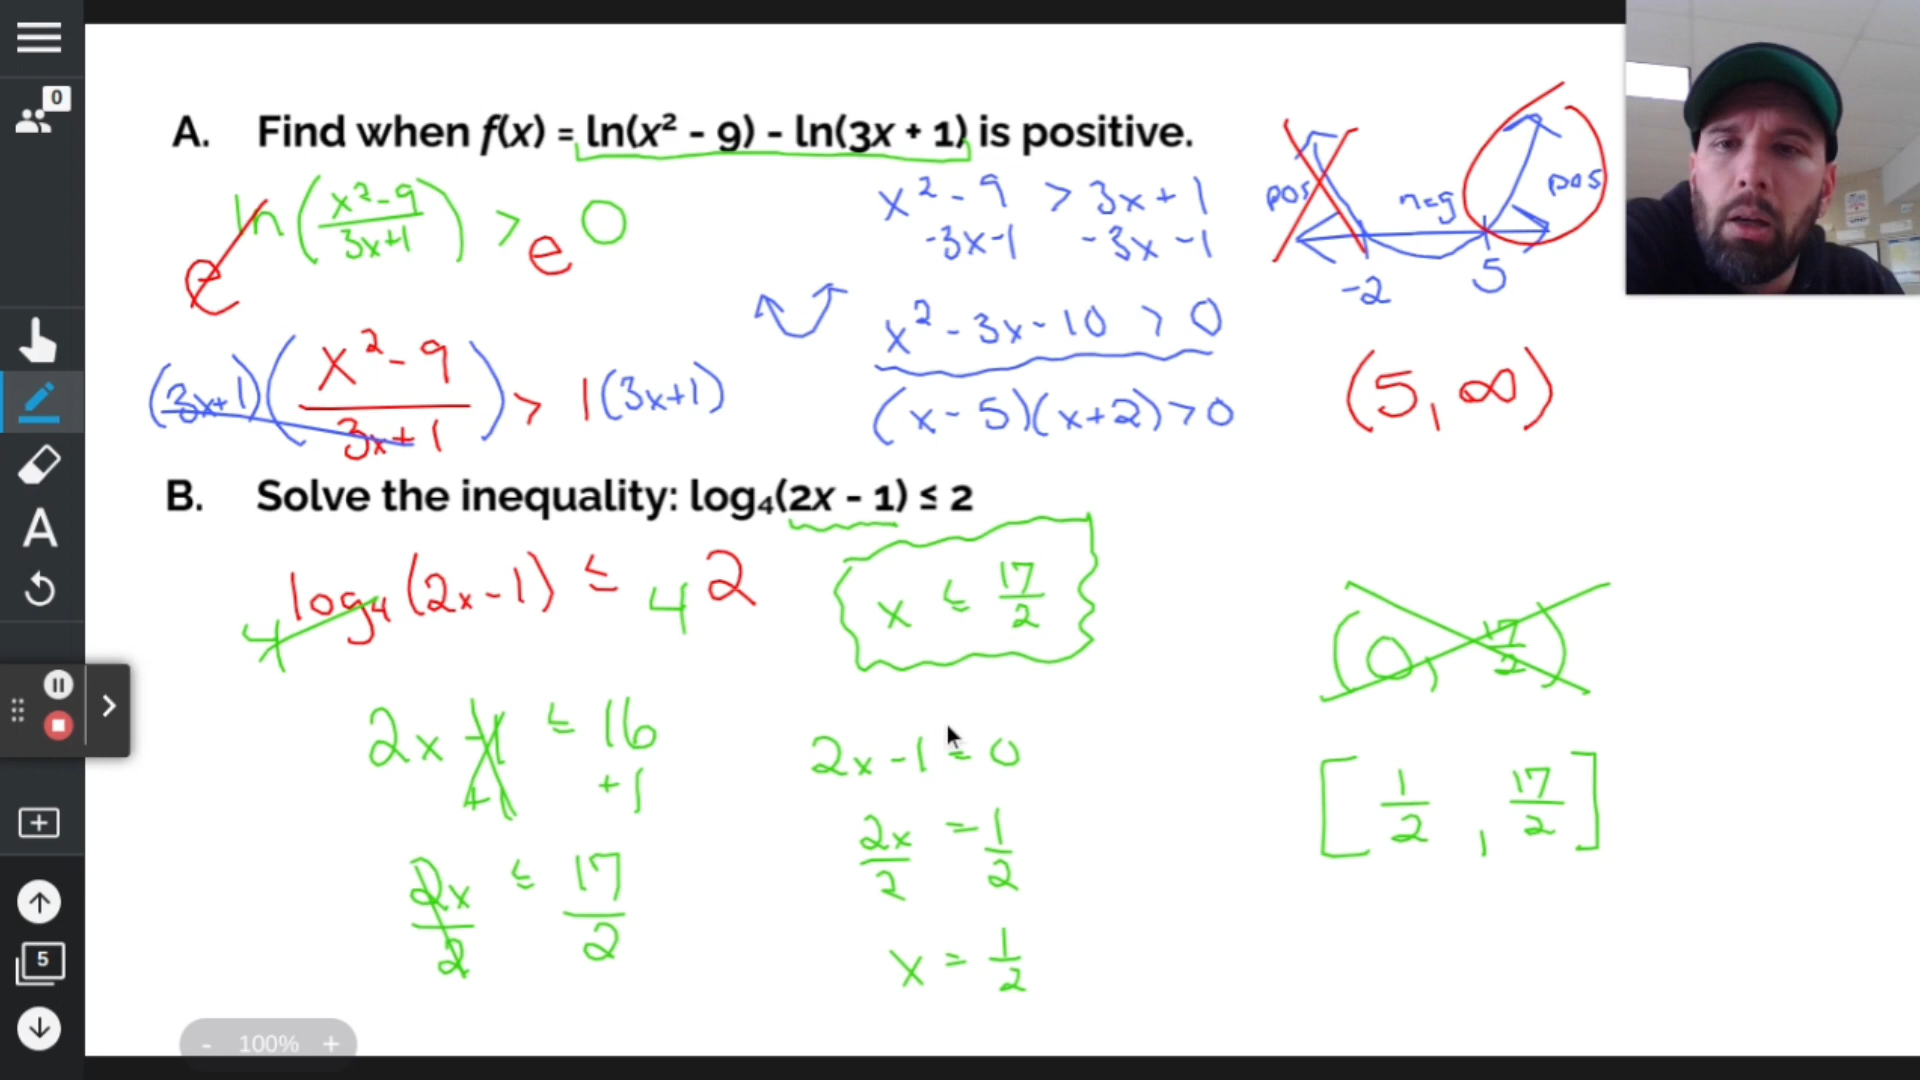 0
A. Find when f(x) = ln(x² - 9) - ln(3x + 1) is positive.
ln(x²-9/3x+1) > 0
e e
(3x+1)(x²-9/3x+1) > 1(3x+1)
x² - 9 > 3x + 1
-3x-1 -3x-1
x² - 3x - 10 > 0
(x-5)(x+2) > 0
pos neg pos
-2 5
(5, ∞)
B. Solve the inequality: log₄(2x - 1) ≤ 2
log₄(2x-1) ≤ 2
4 4
2x -1 ≤ 16
+1 +1
2x/2 ≤ 17/2
x ≤ 17/2
2x-1 = 0
2x/2 = 1/2
x = 1/2
(0, 17/2)
[1/2, 17/2]
A
5
- 100% +